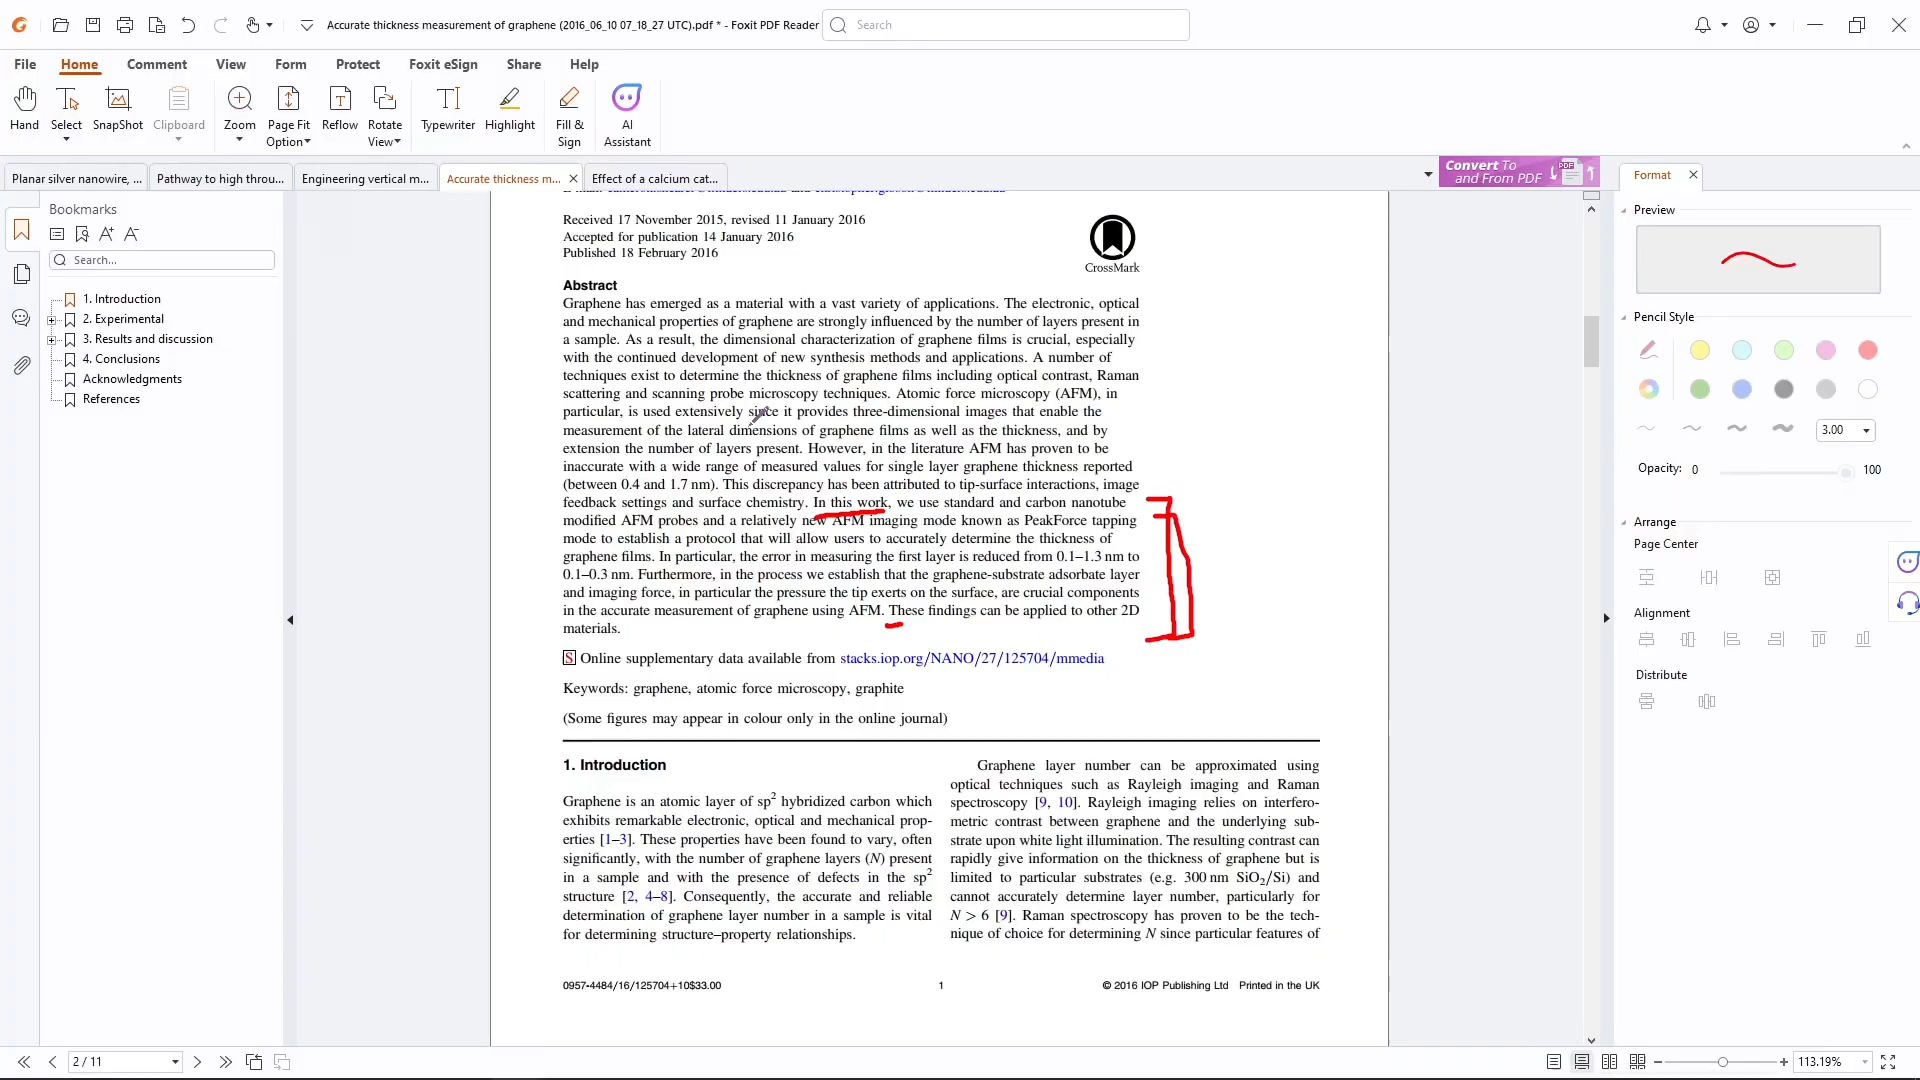 Accurate thickness measurement of graphene (2016_06_10 07_18_27 UTC).pdf * - Foxit PDF Reader
Search
File Home Comment View Form Protect Foxit eSign Share Help
Hand
Select
SnapShot
Clipboard
Zoom
Page Fit Option
Reflow
Rotate View
Typewriter
Highlight
Fill & Sign
AI Assistant
Planar silver nanowire, ...
Pathway to high throu...
Engineering vertical m...
Accurate thickness m...
Effect of a calcium cat...
Convert To
and From PDF
PDF
Bookmarks
Search...
1. Introduction
2. Experimental
3. Results and discussion
4. Conclusions
Acknowledgments
References
Received 17 November 2015, revised 11 January 2016
Accepted for publication 14 January 2016
Published 18 February 2016
CrossMark
Abstract
Graphene has emerged as a material with a vast variety of applications. The electronic, optical
and mechanical properties of graphene are strongly influenced by the number of layers present in
a sample. As a result, the dimensional characterization of graphene films is crucial, especially
with the continued development of new synthesis methods and applications. A number of
techniques exist to determine the thickness of graphene films including optical contrast, Raman
scattering and scanning probe microscopy techniques. Atomic force microscopy (AFM), in
particular, is used extensively since it provides three-dimensional images that enable the
measurement of the lateral dimensions of graphene films as well as the thickness, and by
extension the number of layers present. However, in the literature AFM has proven to be
inaccurate with a wide range of measured values for single layer graphene thickness reported
(between 0.4 and 1.7 nm). This discrepancy has been attributed to tip-surface interactions, image
feedback settings and surface chemistry. In this work, we use standard and carbon nanotube
modified AFM probes and a relatively new AFM imaging mode known as PeakForce tapping
mode to establish a protocol that will allow users to accurately determine the thickness of
graphene films. In particular, the error in measuring the first layer is reduced from 0.1–1.3 nm to
0.1–0.3 nm. Furthermore, in the process we establish that the graphene-substrate adsorbate layer
and imaging force, in particular the pressure the tip exerts on the surface, are crucial components
in the accurate measurement of graphene using AFM. These findings can be applied to other 2D
materials.
S Online supplementary data available from stacks.iop.org/NANO/27/125704/mmedia
Keywords: graphene, atomic force microscopy, graphite
(Some figures may appear in colour only in the online journal)
1. Introduction
Graphene is an atomic layer of sp2 hybridized carbon which
exhibits remarkable electronic, optical and mechanical prop-
erties [1–3]. These properties have been found to vary, often
significantly, with the number of graphene layers (N) present
in a sample and with the presence of defects in the sp2
structure [2, 4–8]. Consequently, the accurate and reliable
determination of graphene layer number in a sample is vital
for determining structure–property relationships.
Graphene layer number can be approximated using
optical techniques such as Rayleigh imaging and Raman
spectroscopy [9, 10]. Rayleigh imaging relies on interfero-
metric contrast between graphene and the underlying sub-
strate upon white light illumination. The resulting contrast can
rapidly give information on the thickness of graphene but is
limited to particular substrates (e.g. 300 nm SiO2/Si) and
cannot accurately determine layer number, particularly for
N > 6 [9]. Raman spectroscopy has proven to be the tech-
nique of choice for determining N since particular features of
0957-4484/16/125704+10$33.00
1
© 2016 IOP Publishing Ltd Printed in the UK
Format
Preview
Pencil Style
3.00
Opacity: 0 100
Arrange
Page Center
Alignment
Distribute
2 / 11
113.19%